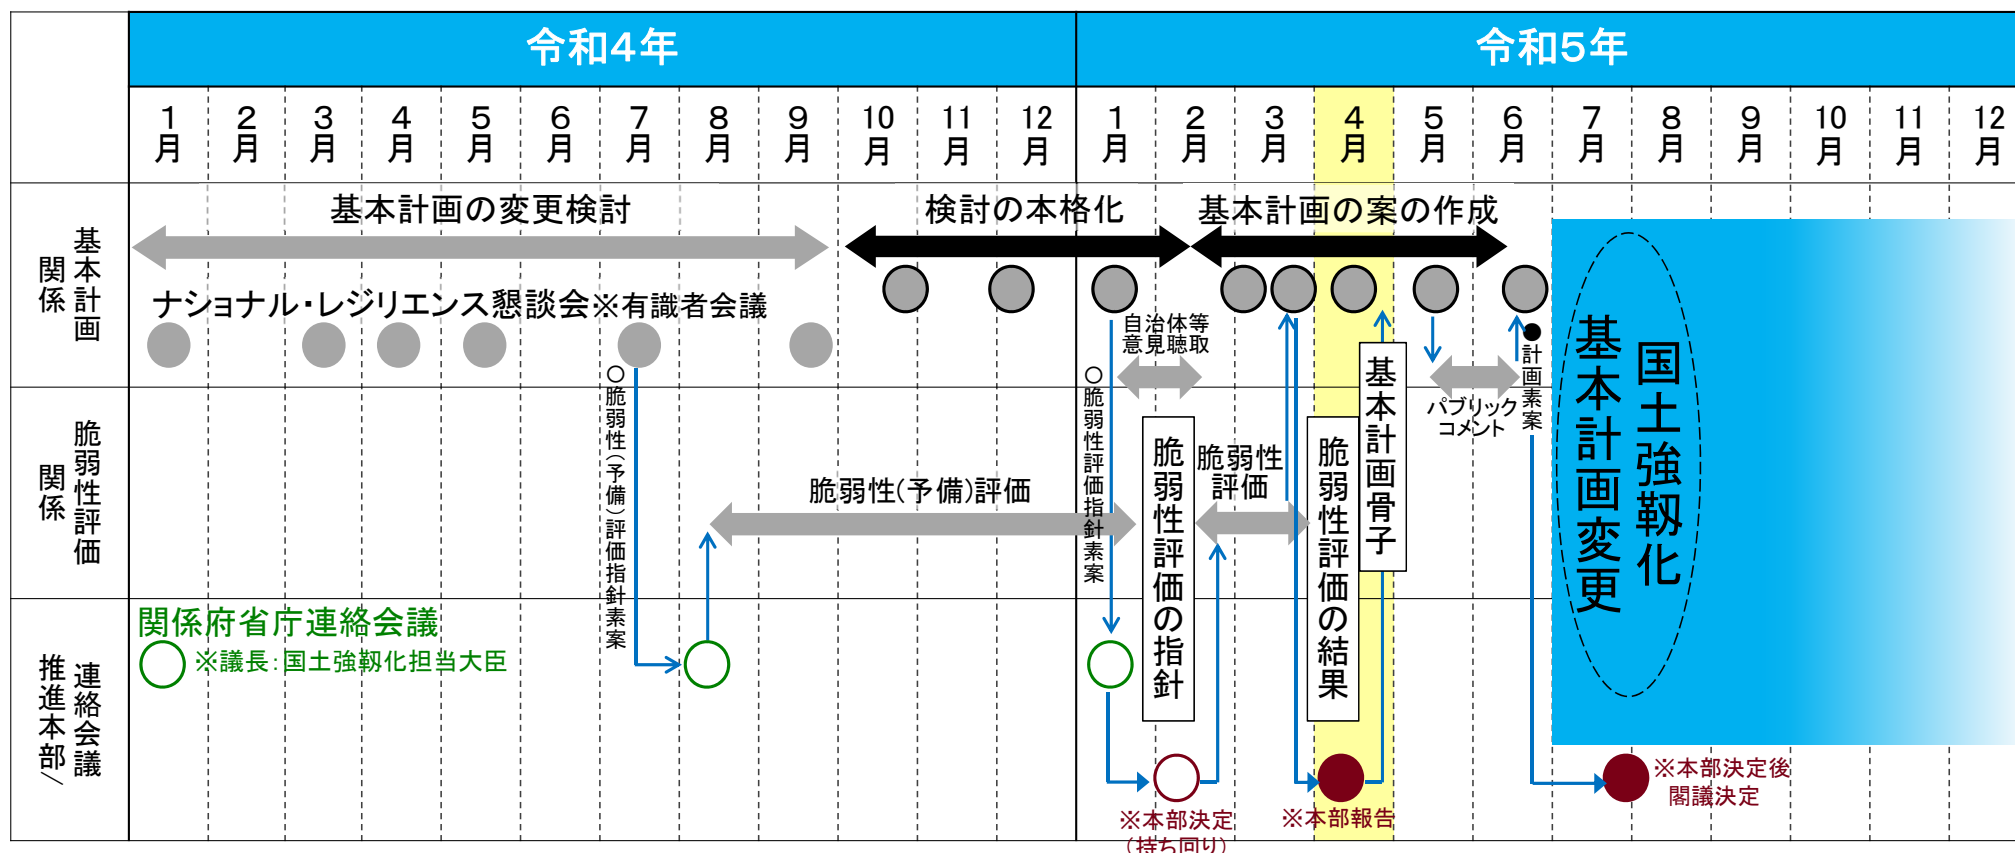 令和4年
令和5年
1月
2月
3月
4月
5月
6月
7月
8月
9月
10月
11月
12月
1月
2月
3月
4月
5月
6月
7月
8月
9月
10月
11月
12月
基本計画
関係
基本計画の変更検討
検討の本格化
基本計画の案の作成
ナショナル・レジリエンス懇談会※有識者会議
自治体等
意見聴取
○脆弱性(予備)評価指針素案
○脆弱性評価指針素案
●計画素案
パブリック
コメント
基本計画骨子
国土強靱化
基本計画変更
脆弱性評価
関係
脆弱性(予備)評価
脆弱性
評価
脆弱性評価の指針
脆弱性評価の結果
連絡会議
推進本部/
関係府省庁連絡会議
※議長:国土強靱化担当大臣
※本部決定
(持ち回り)
※本部報告
※本部決定後
閣議決定